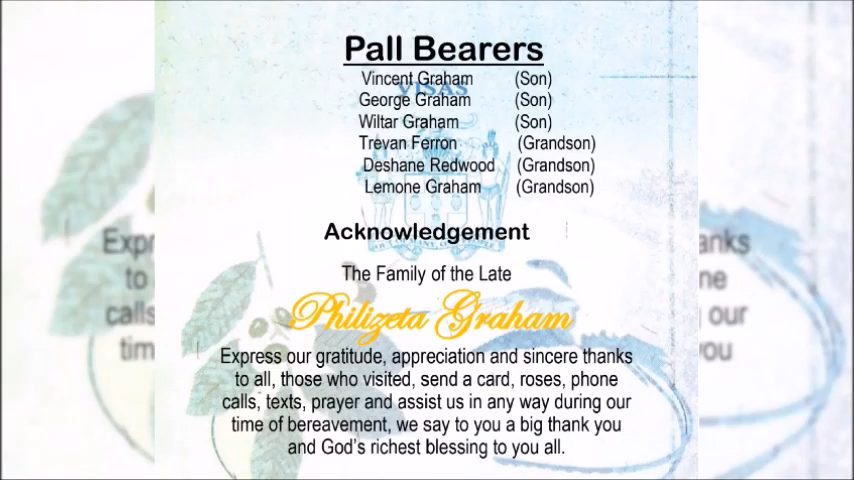 Pall Bearers
VISAS
Vincent Graham (Son)
George Graham (Son)
Wiltar Graham (Son)
Trevan Ferron (Grandson)
Deshane Redwood (Grandson)
Lemone Graham (Grandson)
Acknowledgement
The Family of the Late
Philizeta Graham
Express our gratitude, appreciation and sincere thanks
to all, those who visited, send a card, roses, phone
calls, texts, prayer and assist us in any way during our
time of bereavement, we say to you a big thank you
and God's richest blessing to you all.